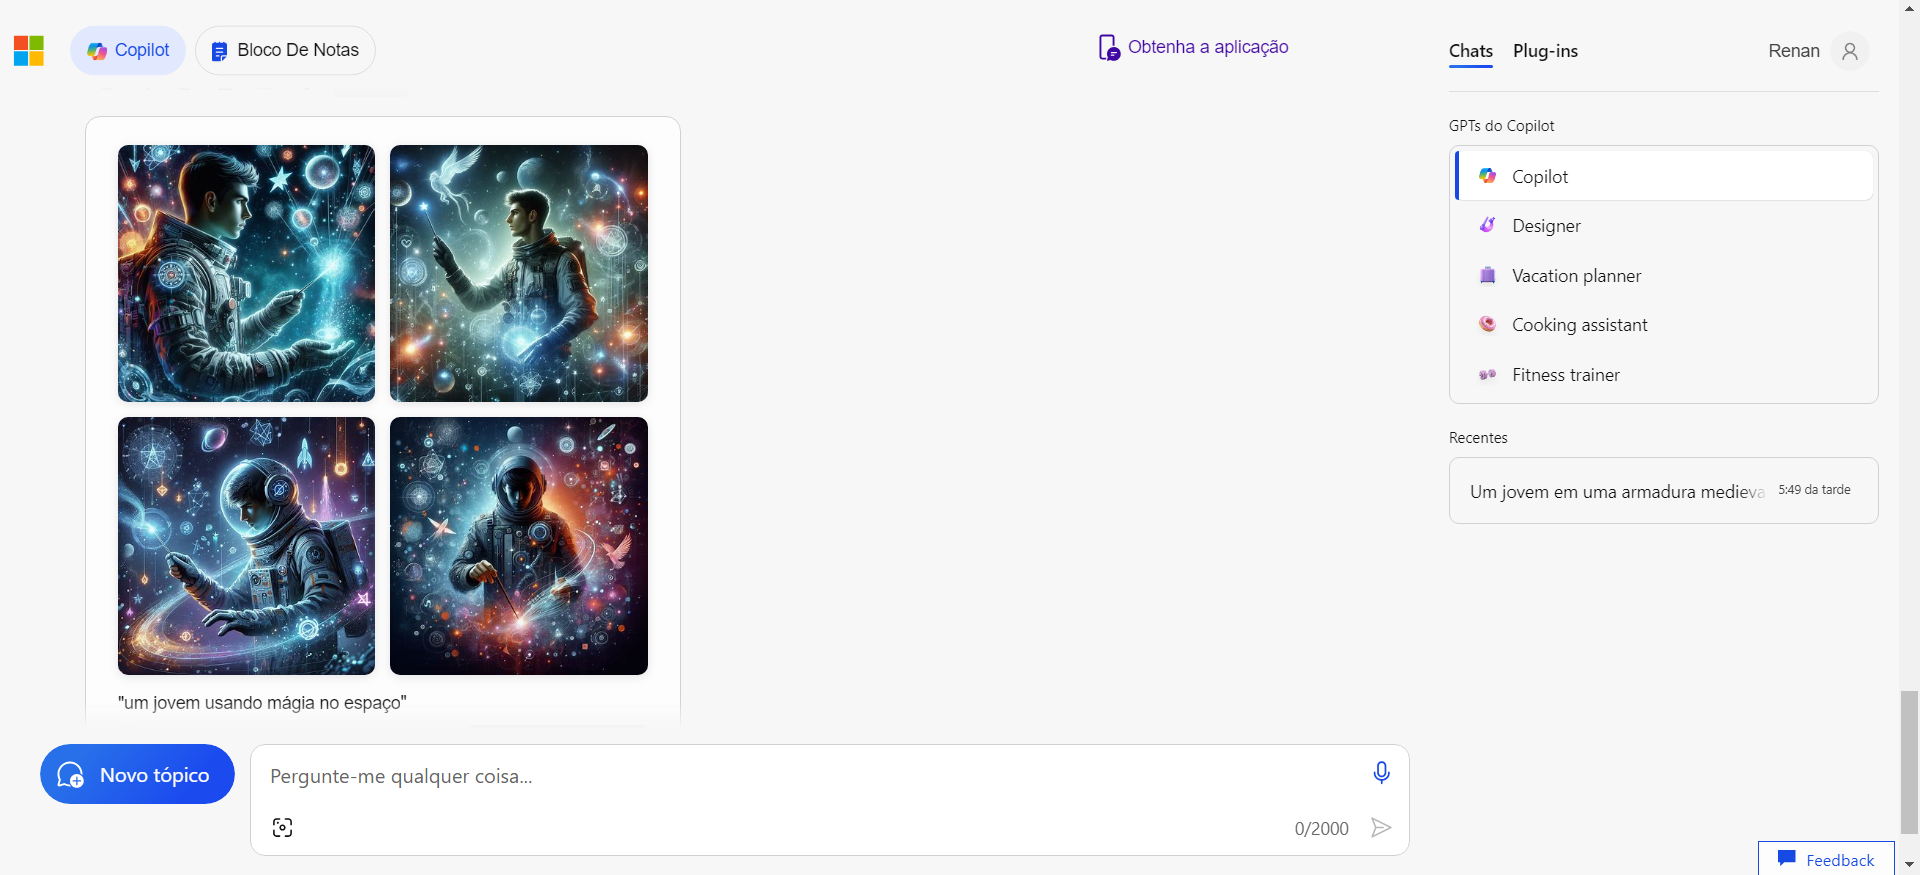 Copilot
Bloco De Notas
Obtenha a aplicação
Chats
Plug-ins
Renan
GPTs do Copilot
Copilot
Designer
Vacation planner
Cooking assistant
Fitness trainer
Recentes
Um jovem em uma armadura medieva
5:49 da tarde
"um jovem usando mágia no espaço"
Novo tópico
Pergunte-me qualquer coisa...
0/2000
Feedback